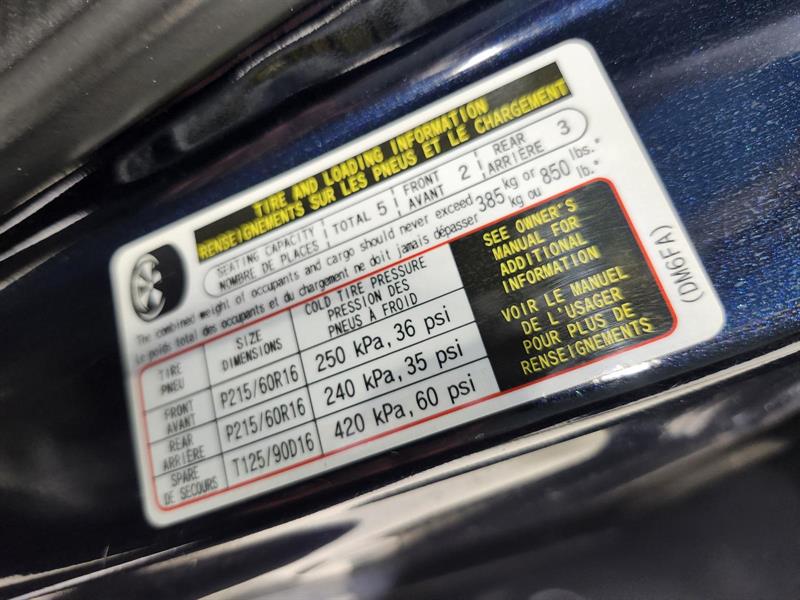 TIRE AND LOADING INFORMATION
RENSEIGNEMENTS SUR LES PNEUS ET LE CHARGEMENT
SEATING CAPACITY
NOMBRE DE PLACES
TOTAL 5
FRONT
AVANT
2
REAR
ARRIÈRE
3
The combined weight of occupants and cargo should never exceed 385 kg or 850 lbs.*
Le poids total des occupants et du chargement ne doit jamais dépasser 385 kg ou 850 lb.*
TIRE
PNEU
SIZE
DIMENSIONS
COLD TIRE PRESSURE
PRESSION DES
PNEUS À FROID
FRONT
AVANT
P215/60R16
250 kPa, 36 psi
REAR
ARRIÈRE
P215/60R16
240 kPa, 35 psi
SPARE
DE SECOURS
T125/90D16
420 kPa, 60 psi
SEE OWNER'S
MANUAL FOR
ADDITIONAL
INFORMATION
VOIR LE MANUEL
DE L'USAGER
POUR PLUS DE
RENSEIGNEMENTS
(DM6FA)